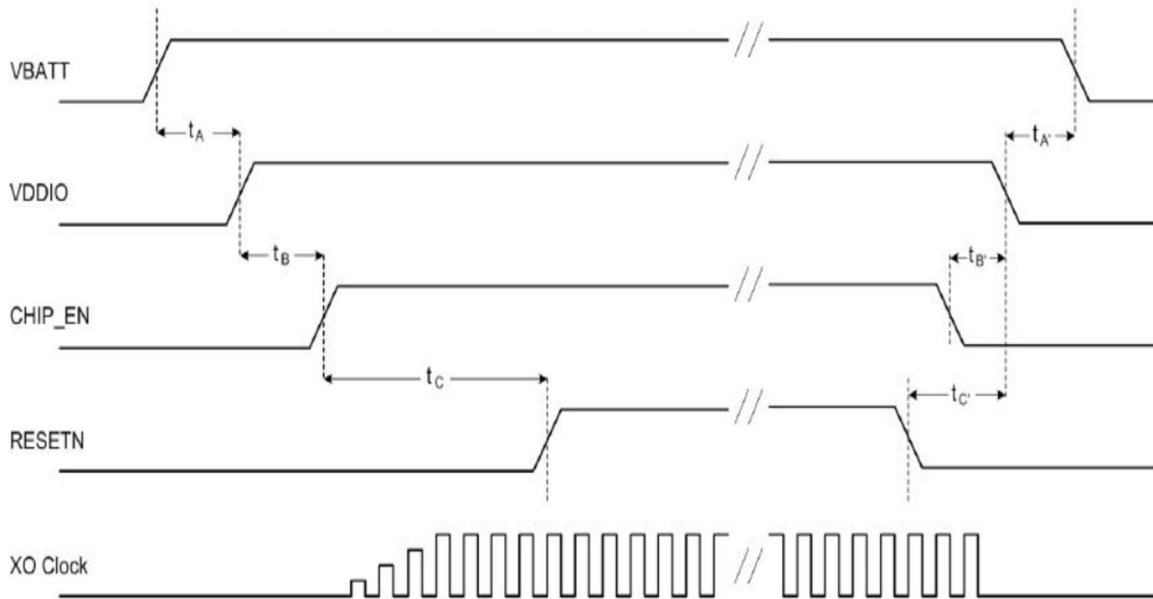 VBATT
tA
tA'
VDDIO
tB
tB'
CHIP_EN
tC
tC'
RESETN
XO Clock